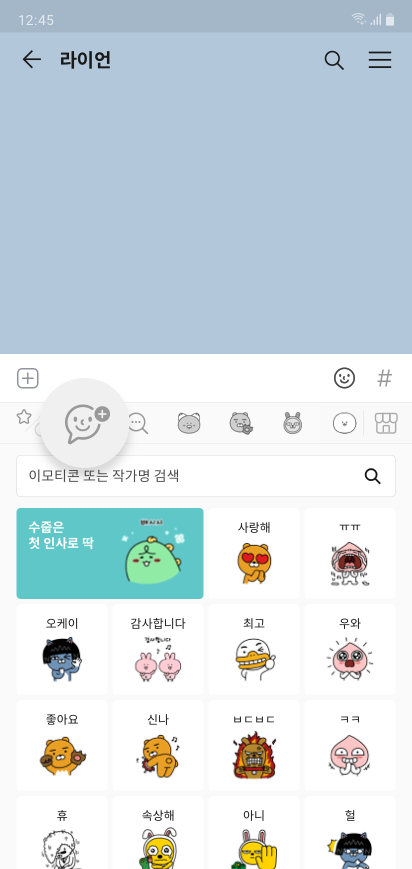 12:45
라이언
#
이모티콘 또는 작가명 검색
수줍은
첫 인사로 딱
사랑해
ㅠㅠ
오케이
감사합니다
감사합니다
최고
우와
좋아요
신나
ㅂㄷㅂㄷ
ㅋㅋ
휴
속상해
아니
헐